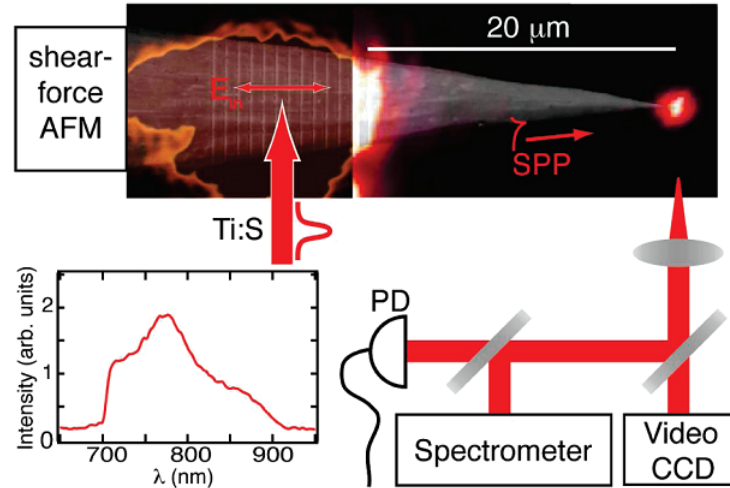 shear-
force
AFM
E_in
20 μm
SPP
Ti:S
Intensity (arb. units)
2
1
0
700
800
900
λ (nm)
PD
Spectrometer
Video
CCD